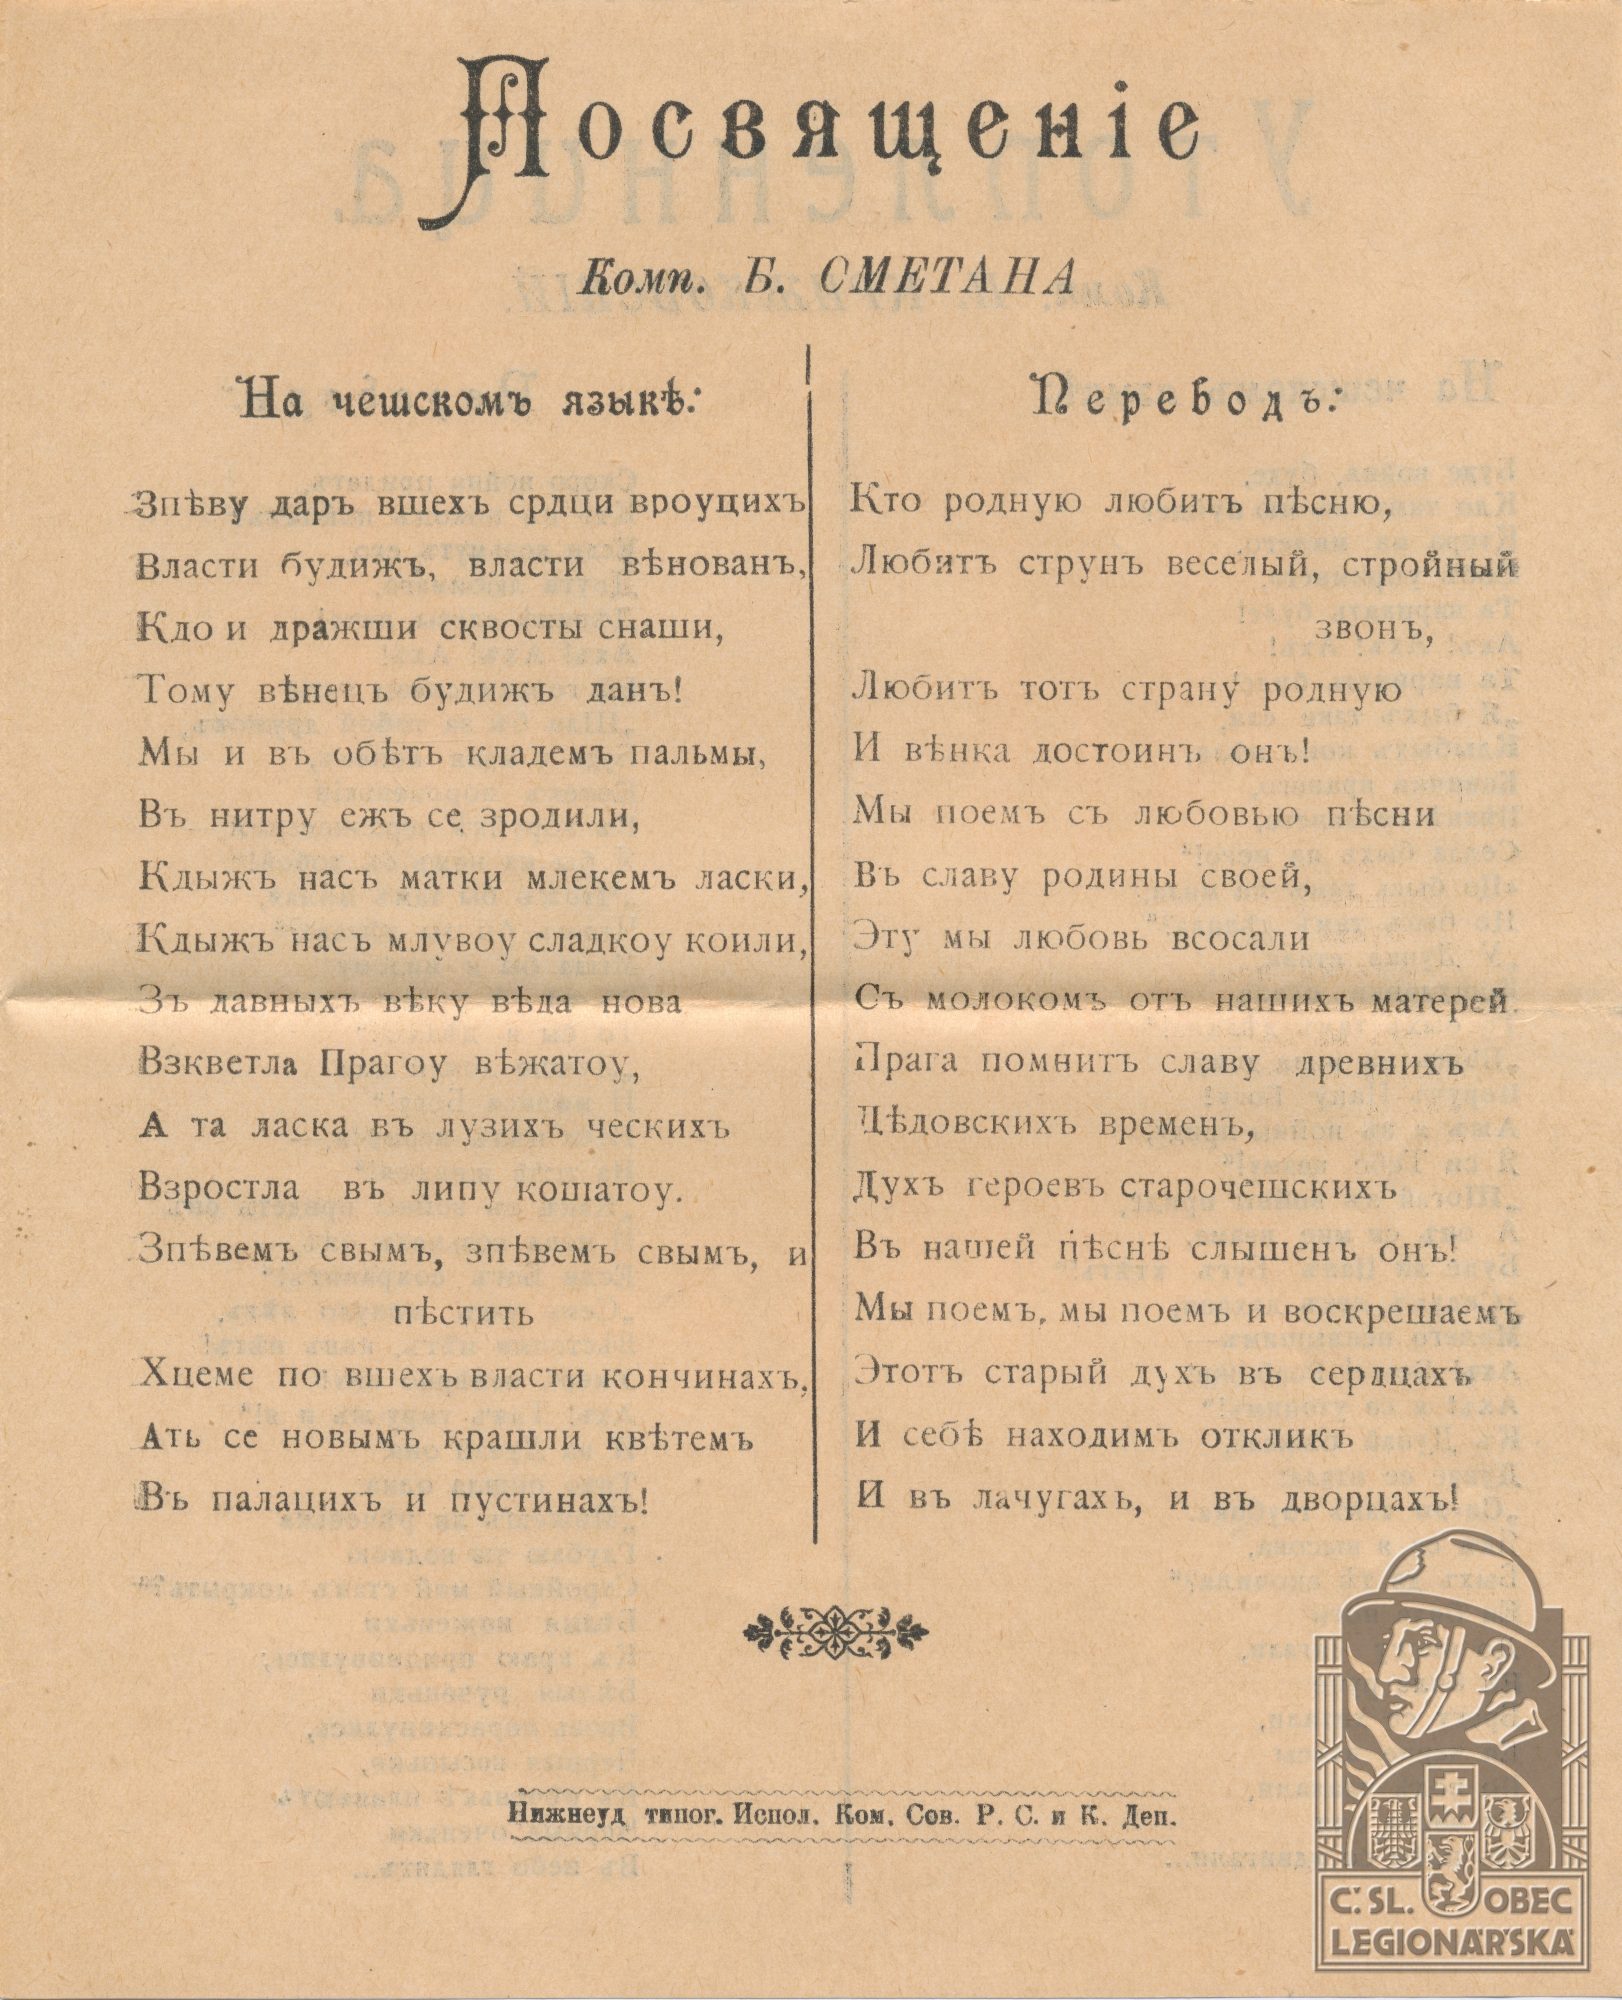 Посвященіе
Комп. Б. СМЕТАНА
На чешскомъ языкѣ:
Зпѣву даръ вшехъ срдци вроуцихъ
Власти будижъ, власти вѣнованъ,
Кдо и дражши сквосты снаши,
Тому вѣнецъ будижъ данъ!
Мы и въ обѣтъ кладемъ пальмы,
Въ нитру ежъ се зродили,
Кдыжъ насъ матки млекемъ ласки,
Кдыжъ насъ млувоу сладкоу коили,
Зъ давныхъ вѣку вѣда нова
Взкветла Прагоу вѣжатоу,
А та ласка въ лузихъ ческихъ
Взростла въ липу кошатоу.
Зпѣвемъ свымъ, зпѣвемъ свымъ, и
пѣстить
Хцеме по вшехъ власти кончинахъ,
Ать се новымъ крашли квѣтемъ
Въ палацихъ и пустинахъ!
Переводъ:
Кто родную любитъ пѣсню,
Любитъ струнъ веселый, стройный
звонъ,
Любитъ тотъ страну родную
И вѣнка достоинъ онъ!
Мы поемъ съ любовью пѣсни
Въ славу родины своей,
Эту мы любовь всосали
Съ молокомъ отъ нашихъ матерей.
Прага помнитъ славу древнихъ
Дѣдовскихъ временъ,
Духъ героевъ старочешскихъ
Въ нашей пѣснѣ слышенъ онъ!
Мы поемъ, мы поемъ и воскрешаемъ
Этотъ старый духъ въ сердцахъ
И себѣ находимъ откликъ
И въ лачугахъ, и въ дворцахъ!
Нижнеуд типог. Испол. Ком. Сов. Р. С. и К. Деп.
Č. SL. OBEC
LEGIONÁŘSKÁ